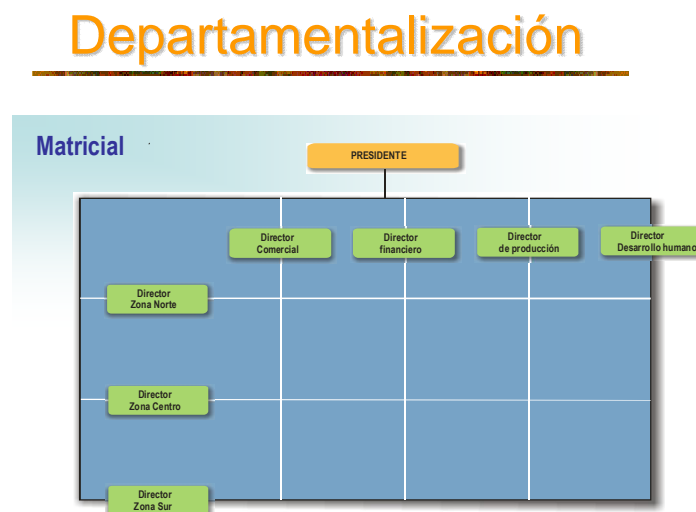 Departamentalización
Matricial
PRESIDENTE
Director
Comercial
Director
financiero
Director
de producción
Director
Desarrollo humano
Director
Zona Norte
Director
Zona Centro
Director
Zona Sur